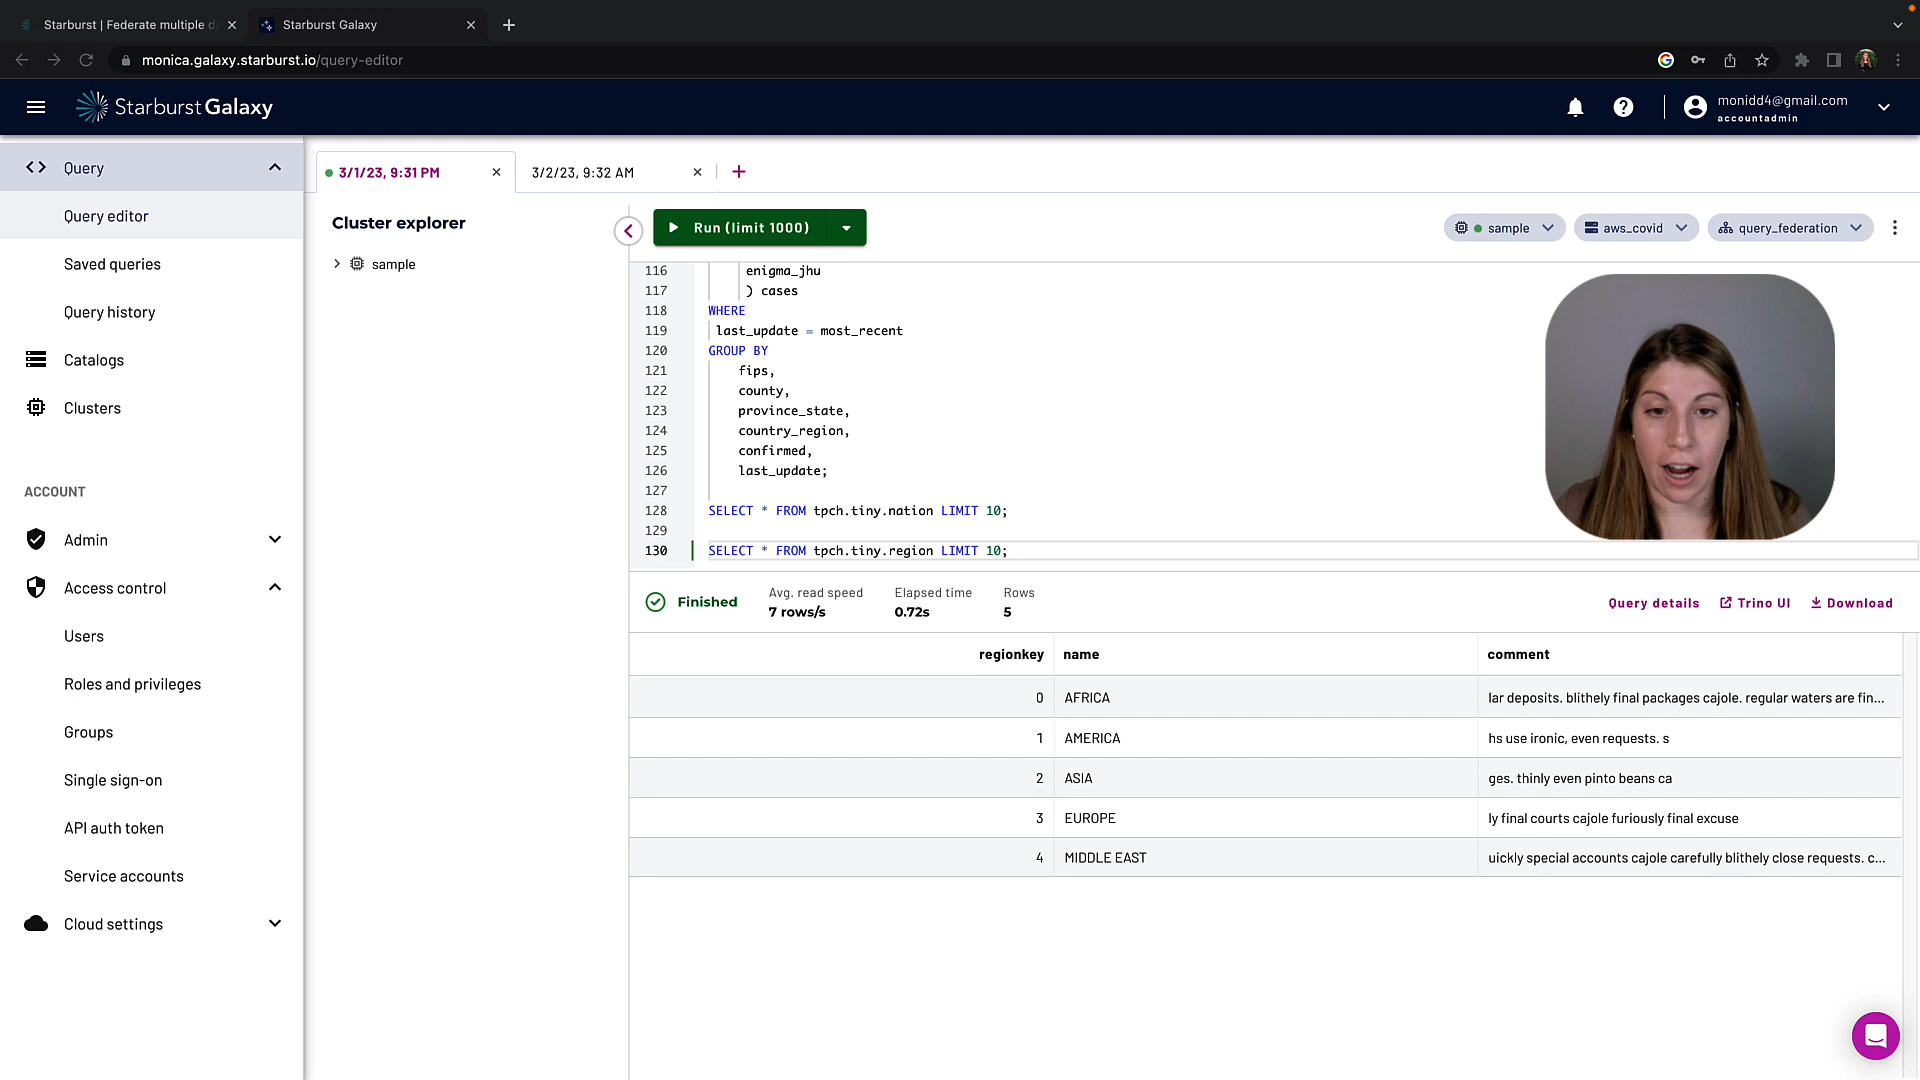 Starburst | Federate multiple d
Starburst Galaxy
monica.galaxy.starburst.io/query-editor
Starburst Galaxy
monidd4@gmail.com
accountadmin
Query
Query editor
Saved queries
Query history
Catalogs
Clusters
ACCOUNT
Admin
Access control
Users
Roles and privileges
Groups
Single sign-on
API auth token
Service accounts
Cloud settings
3/1/23, 9:31 PM
3/2/23, 9:32 AM
Cluster explorer
sample
Run (limit 1000)
sample
aws_covid
query_federation
116 enigma_jhu
117 ) cases
118 WHERE
119 last_update = most_recent
120 GROUP BY
121 fips,
122 county,
123 province_state,
124 country_region,
125 confirmed,
126 last_update;
127
128 SELECT * FROM tpch.tiny.nation LIMIT 10;
129
130 SELECT * FROM tpch.tiny.region LIMIT 10;
Finished
Avg. read speed
7 rows/s
Elapsed time
0.72s
Rows
5
Query details
Trino UI
Download
regionkey name comment
0 AFRICA lar deposits. blithely final packages cajole. regular waters are fin...
1 AMERICA hs use ironic, even requests. s
2 ASIA ges. thinly even pinto beans ca
3 EUROPE ly final courts cajole furiously final excuse
4 MIDDLE EAST uickly special accounts cajole carefully blithely close requests. c...